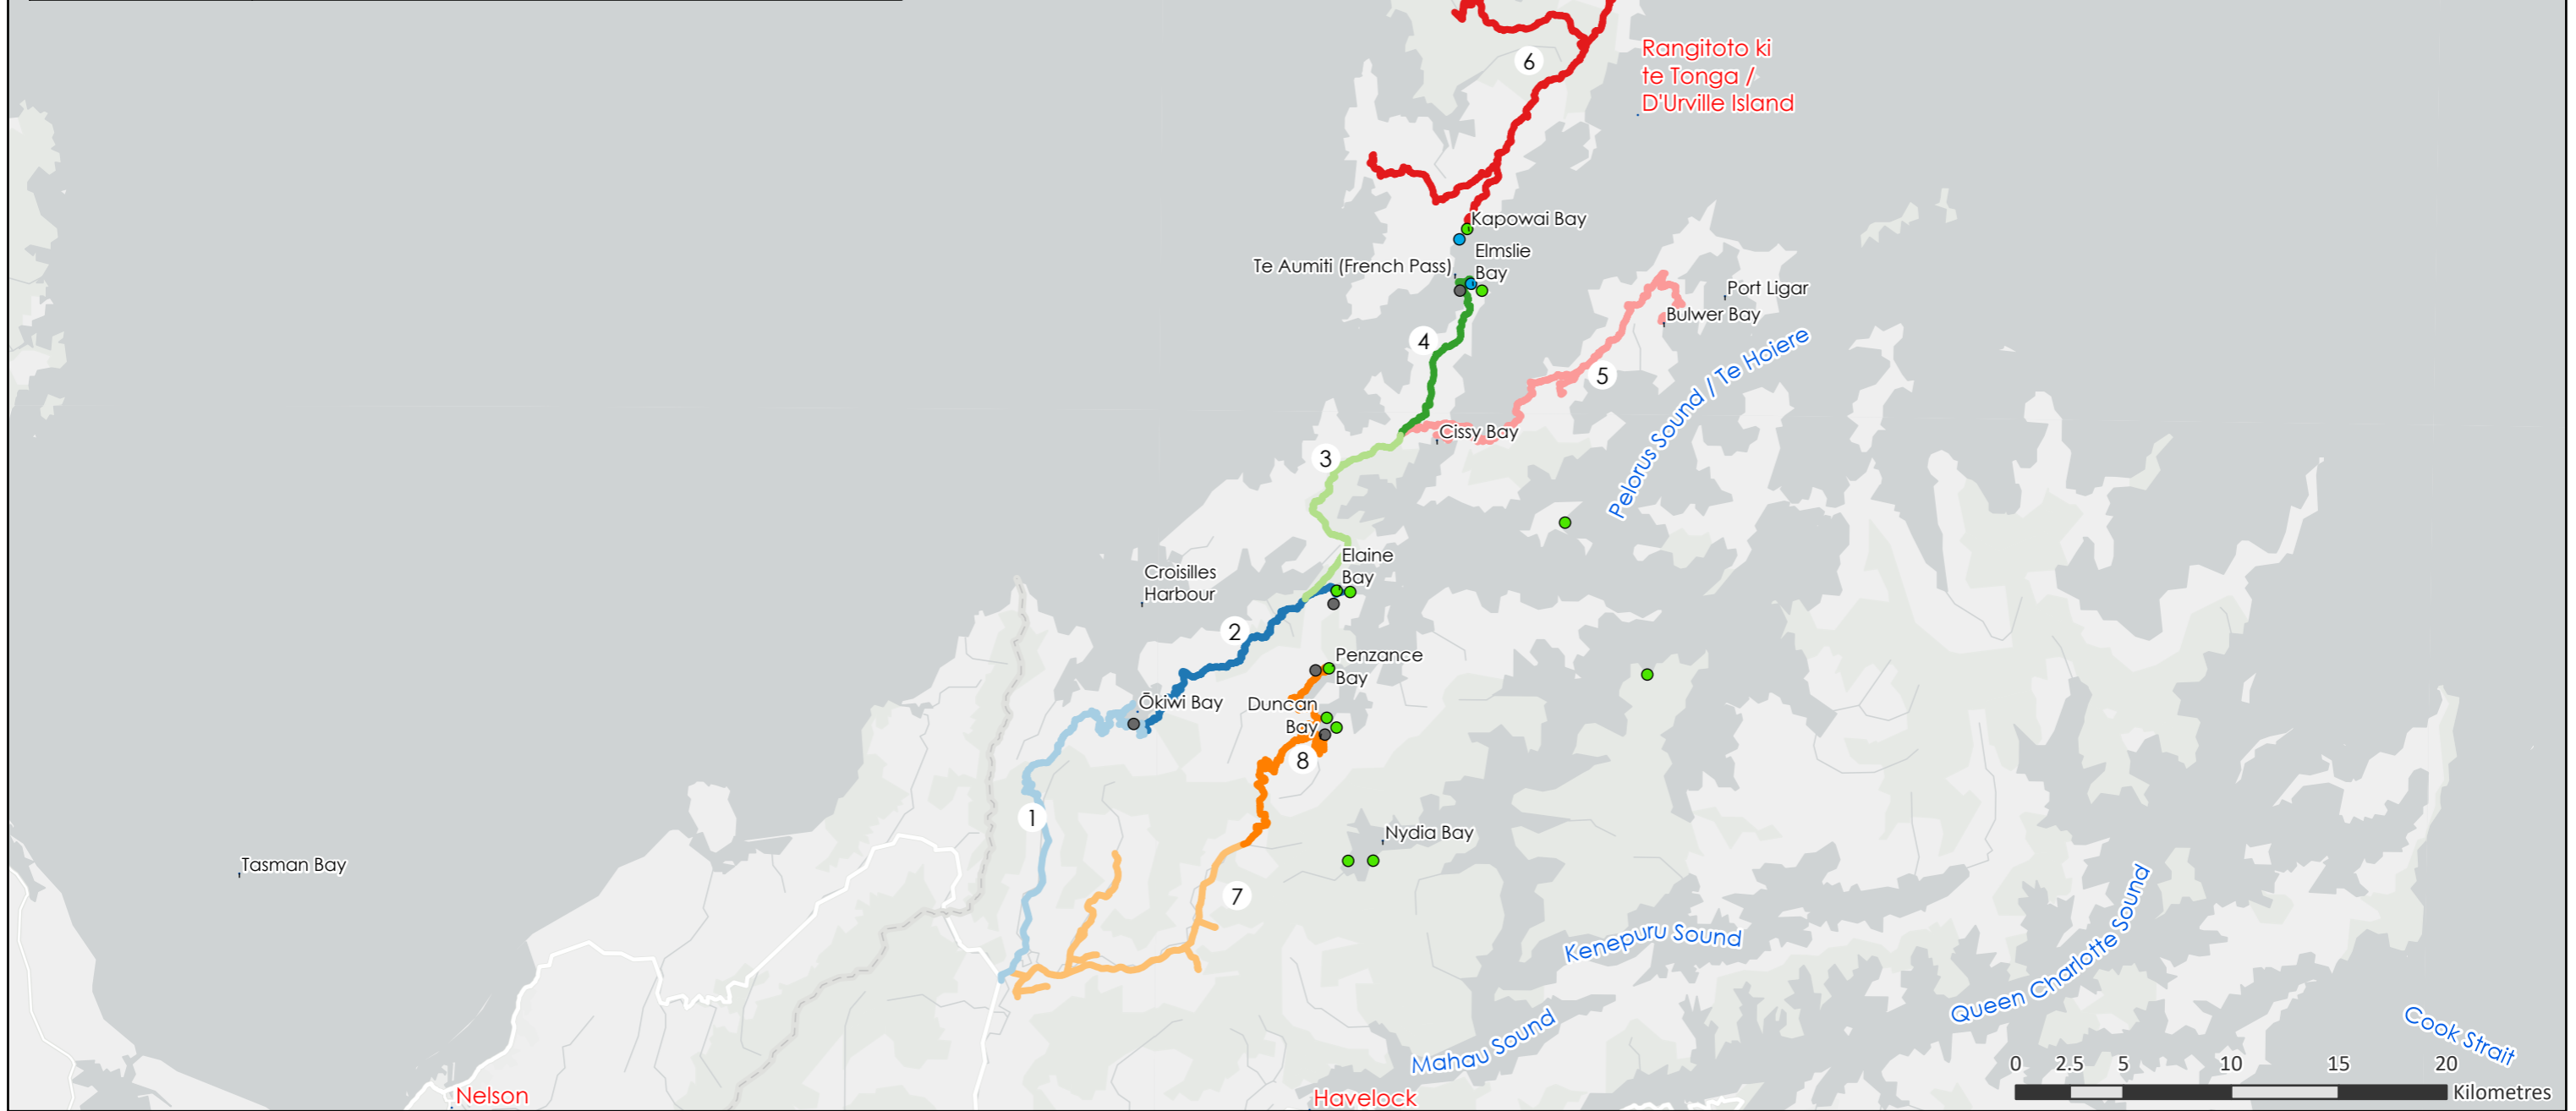 6
Rangitoto ki
te Tonga /
D'Urville Island
Kapowai Bay
Elmslie
Bay
Te Aumiti (French Pass)
Port Ligar
Bulwer Bay
4
5
Pelorus Sound / Te Hoiere
Cissy Bay
3
Elaine
Bay
Croisilles
Harbour
2
Penzance
Bay
Ōkiwi Bay
Duncan
Bay
8
1
Nydia Bay
Tasman Bay
7
Kenepuru Sound
Queen Charlotte Sound
Mahau Sound
Cook Strait
0 2.5 5 10 15 20
Kilometres
Nelson
Havelock